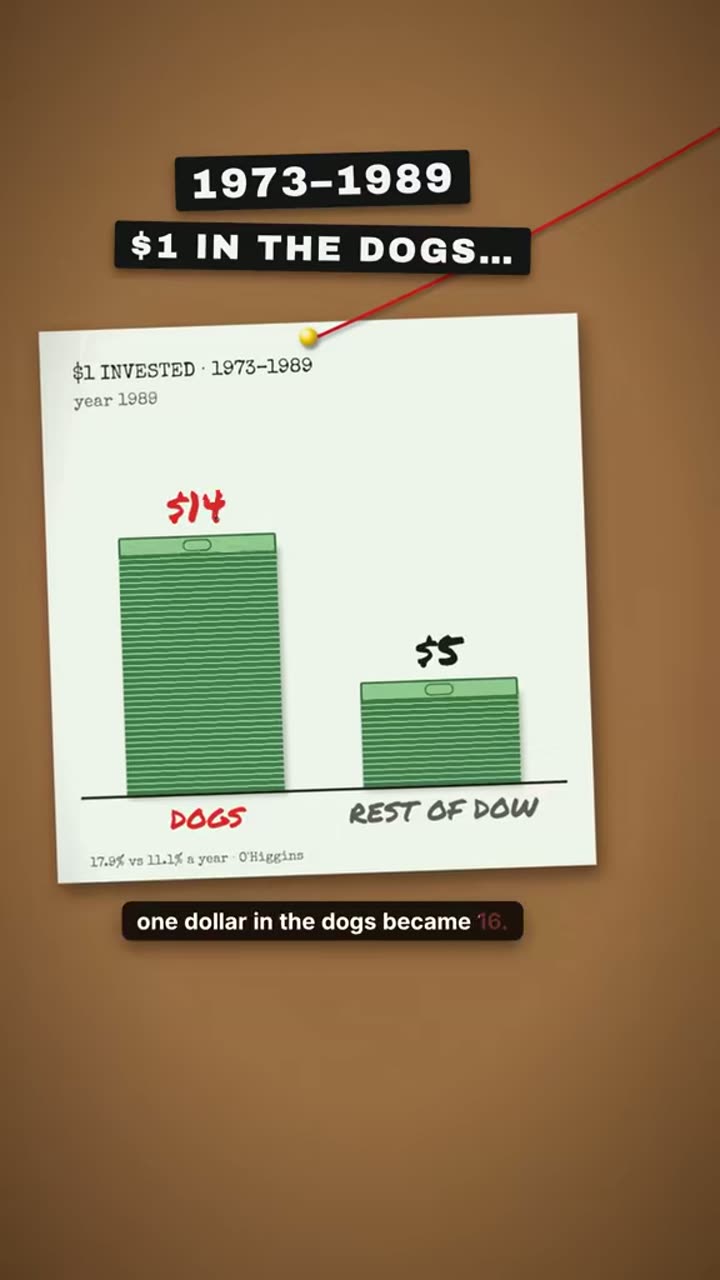 1973–1989
$1 IN THE DOGS...
$1 INVESTED · 1973–1989
year 1989
$14
$5
DOGS
REST OF DOW
17.9% vs 11.1% a year · O'Higgins
one dollar in the dogs became 16.